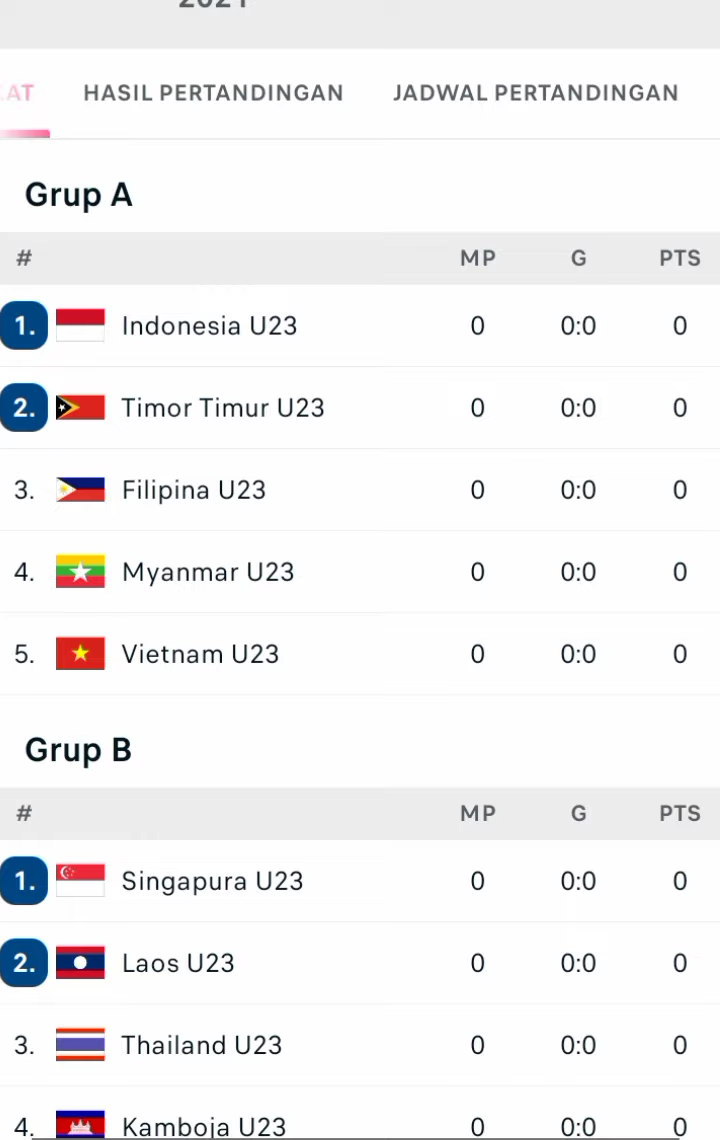 2021
AT HASIL PERTANDINGAN JADWAL PERTANDINGAN
Grup A
# MP G PTS
1. Indonesia U23 0 0:0 0
2. Timor Timur U23 0 0:0 0
3. Filipina U23 0 0:0 0
4. Myanmar U23 0 0:0 0
5. Vietnam U23 0 0:0 0
Grup B
# MP G PTS
1. Singapura U23 0 0:0 0
2. Laos U23 0 0:0 0
3. Thailand U23 0 0:0 0
4. Kamboja U23 0 0:0 0